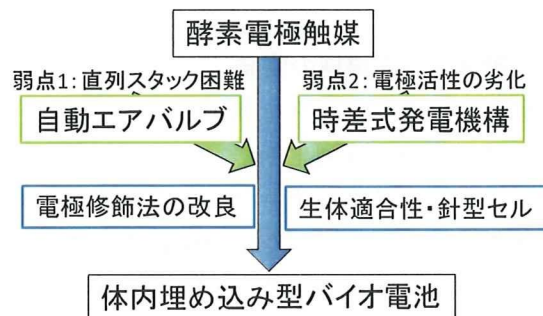 酵素電極触媒
弱点1：直列スタック困難
弱点2：電極活性の劣化
自動エアバルブ
時差式発電機構
電極修飾法の改良
生体適合性・針型セル
体内埋め込み型バイオ電池